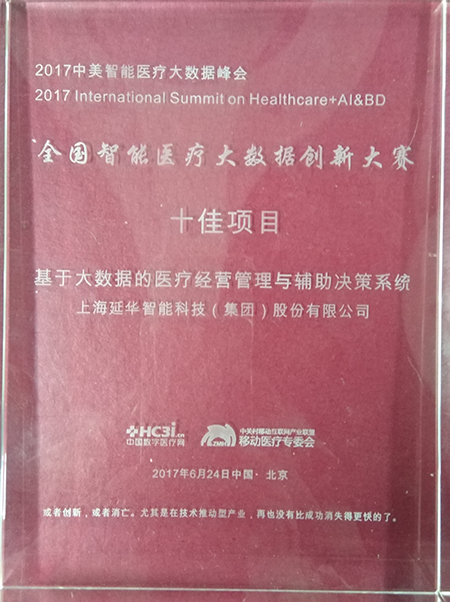 2017中美智能医疗大数据峰会
2017 International Summit on Healthcare+AI&BD
全国智能医疗大数据创新大赛
十佳项目
基于大数据的医疗经营管理与辅助决策系统
上海延华智能科技（集团）股份有限公司
HC3i.cn
中国数字医疗网
中关村移动互联网产业联盟
移动医疗专委会
2017年6月24日中国·北京
或者创新，或者消亡。尤其是在技术推动型产业，再也没有比成功消失得更快的了。